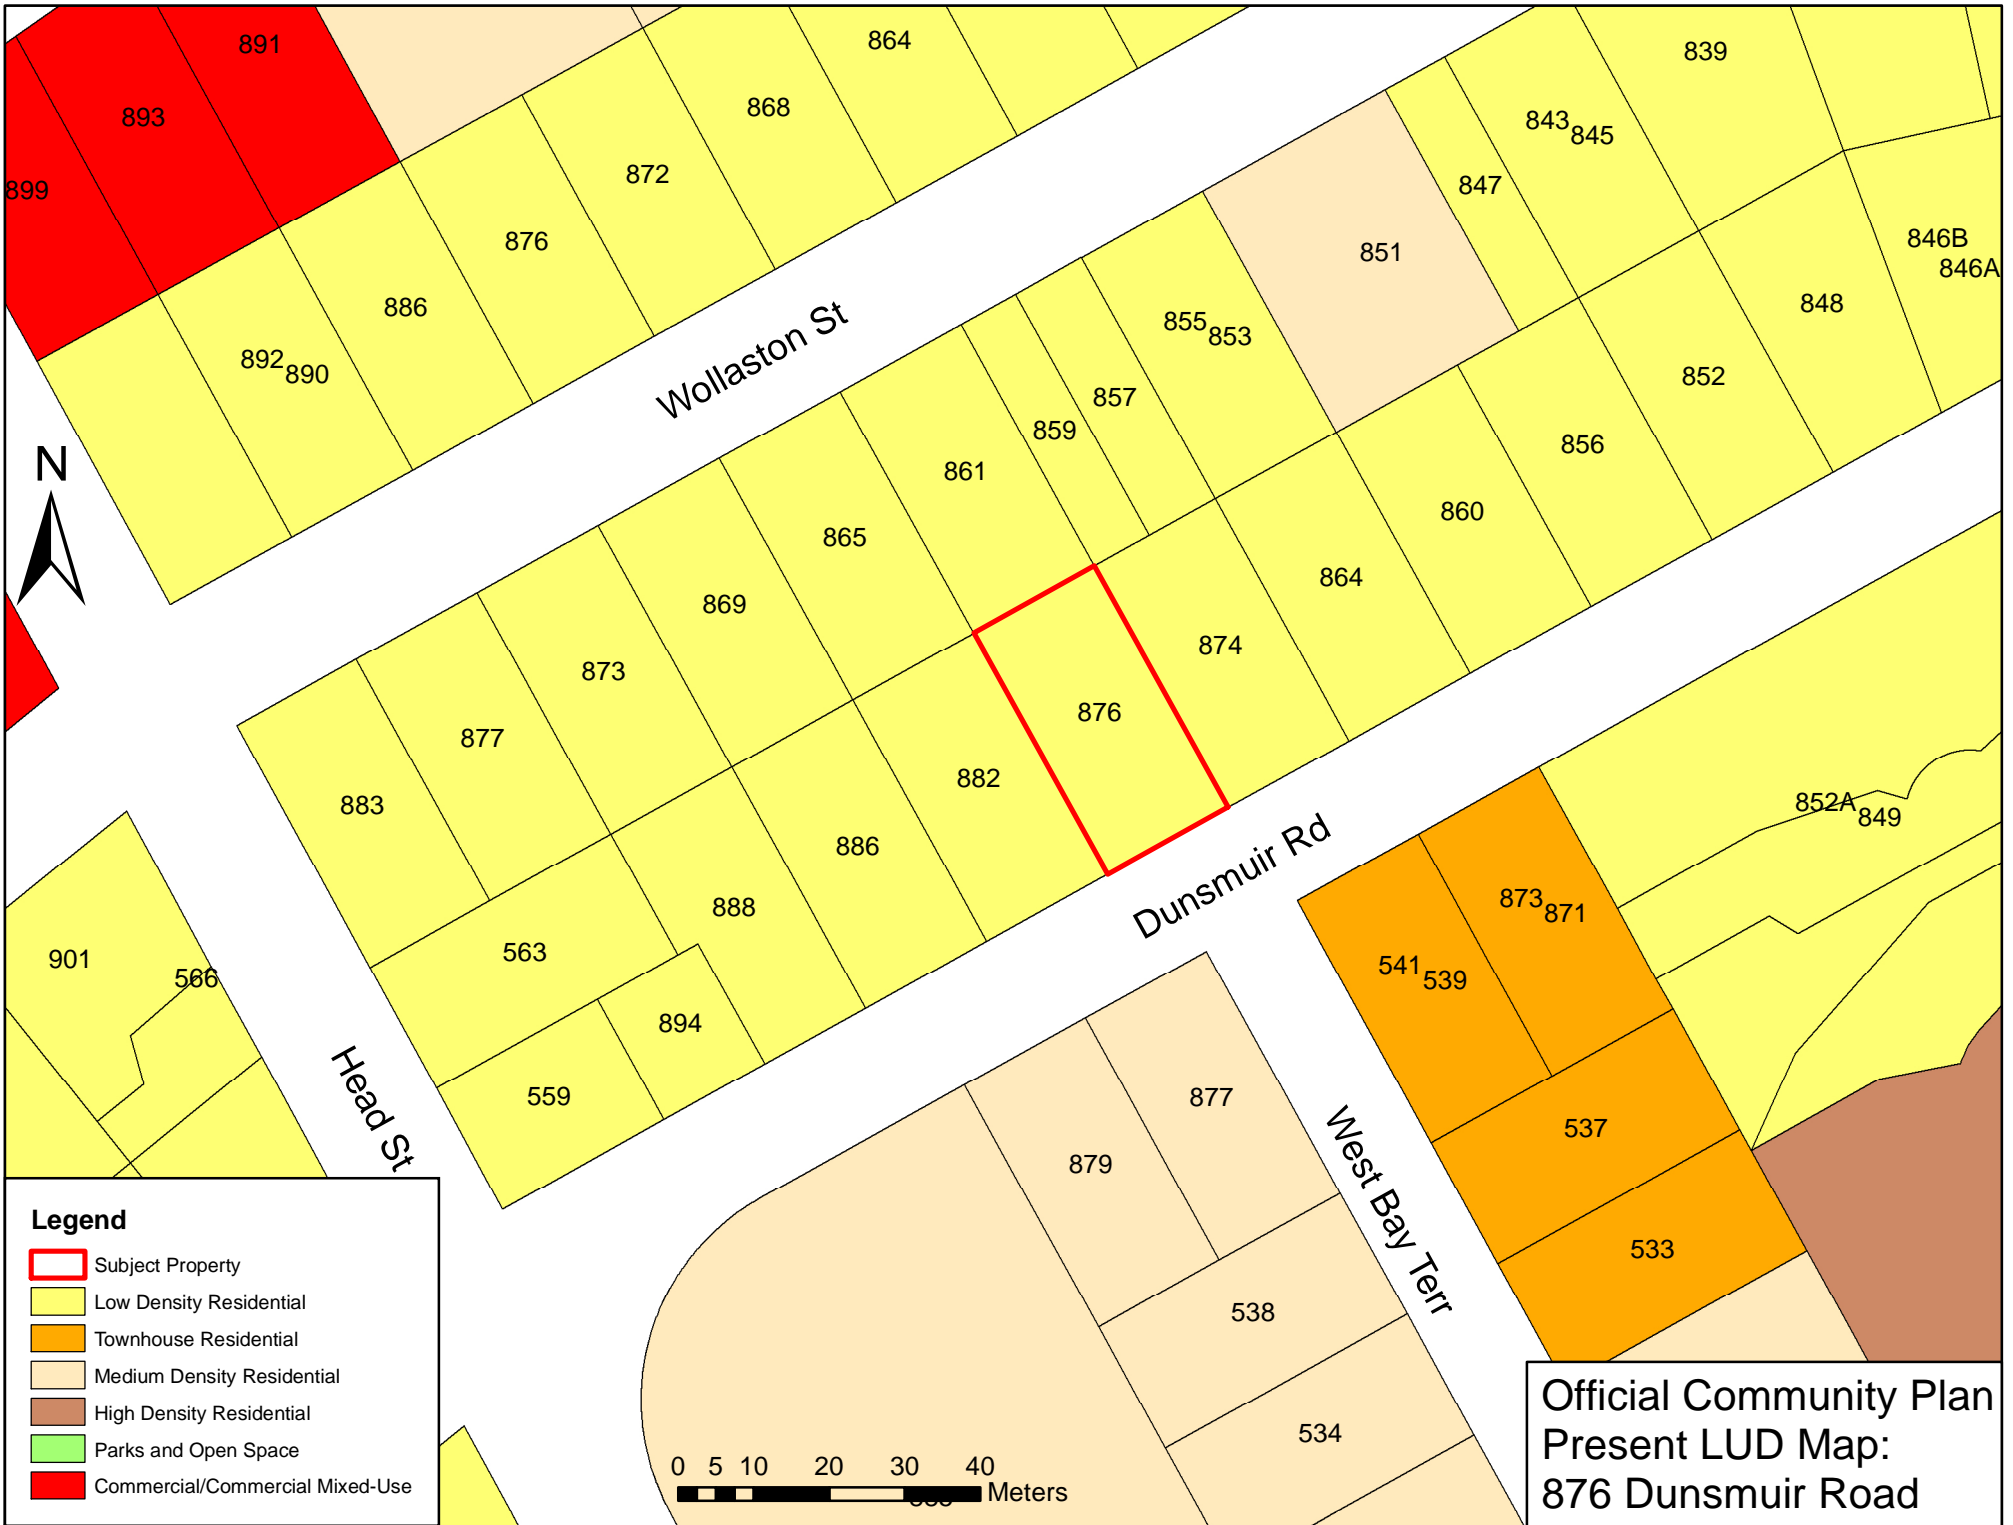 891
864
839
893
868
843
845
872
847
899
876
851
846B
846A
886
848
855
853
892
890
Wollaston St
852
857
859
856
861
N
865
860
864
869
874
873
876
877
882
883
852A
849
886
Dunsmuir Rd
873
871
888
563
901
541
539
566
894
559
Head St
877
537
879
West Bay Terr
533
538
534
Legend
Subject Property
Low Density Residential
Townhouse Residential
Medium Density Residential
High Density Residential
Parks and Open Space
Commercial/Commercial Mixed-Use
0 5 10 20 30 40
Meters
Official Community Plan
Present LUD Map:
876 Dunsmuir Road